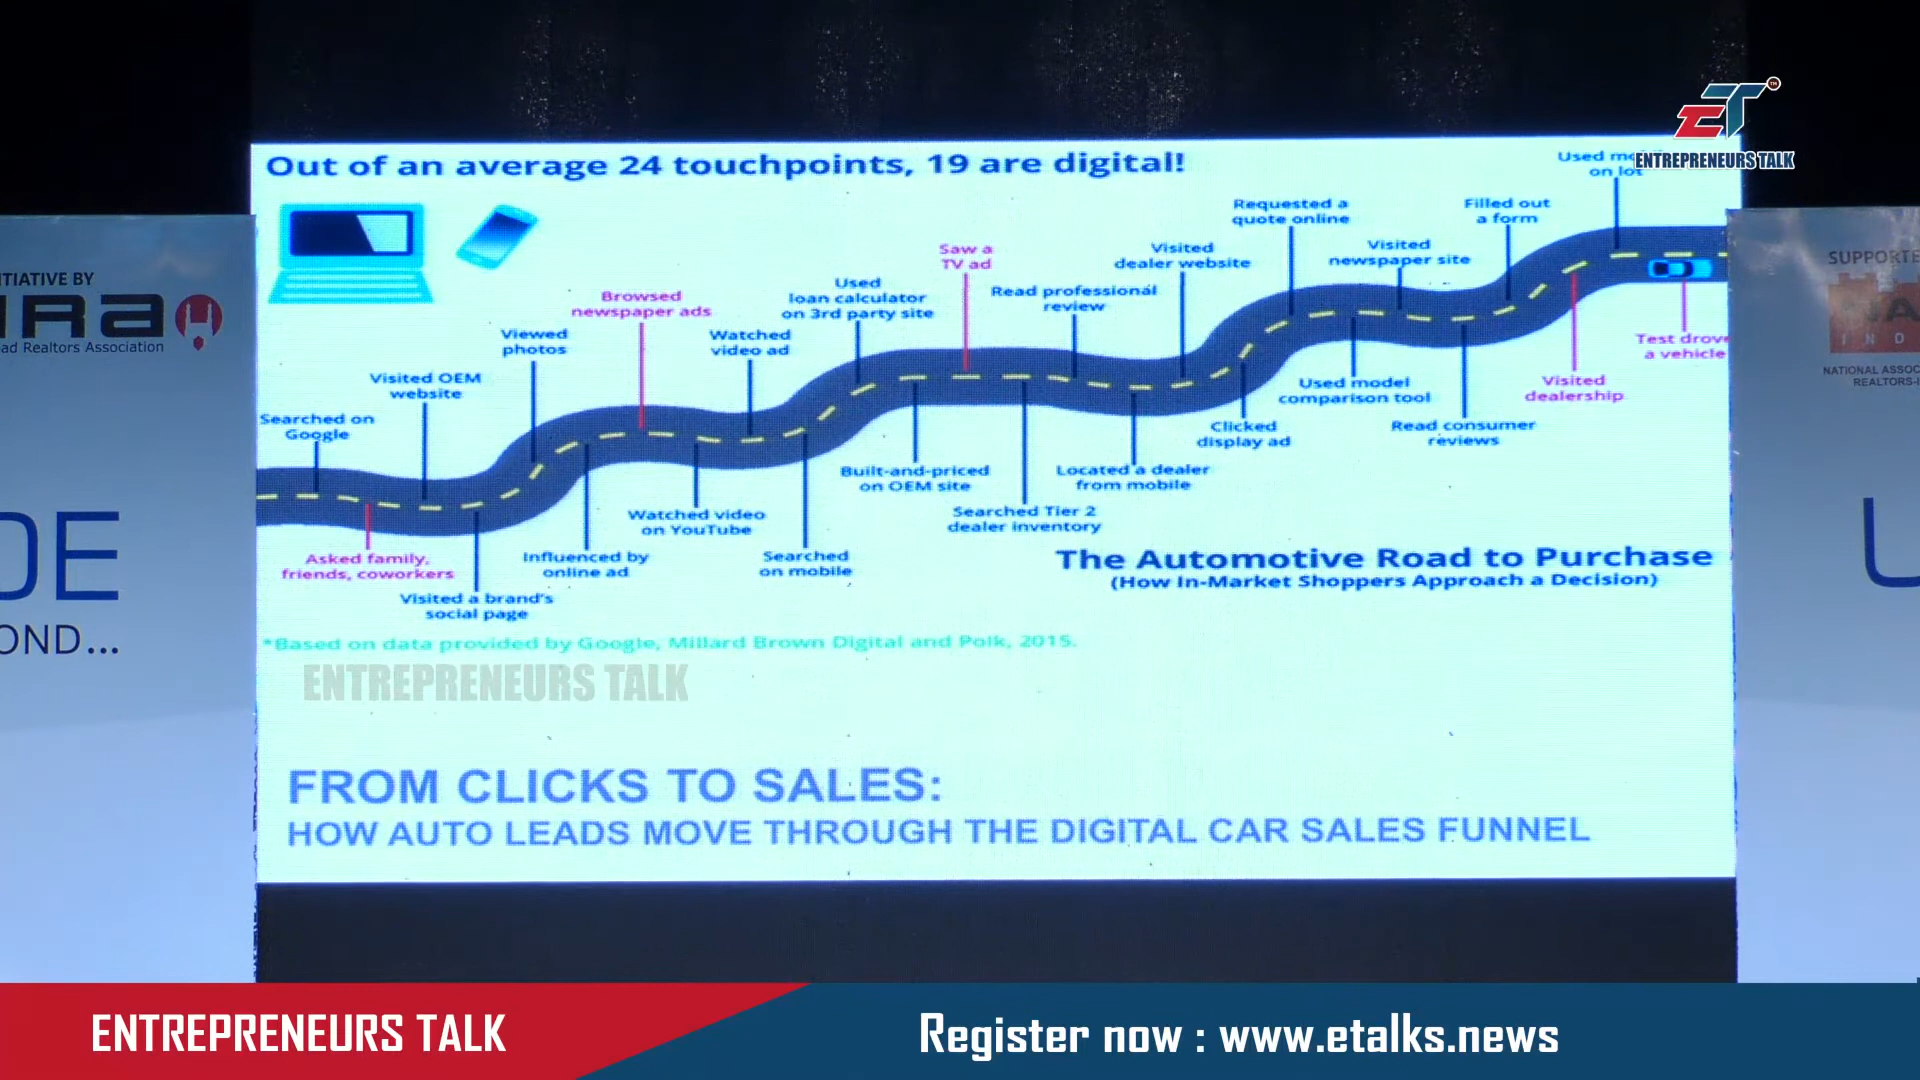 ET
TM
ENTREPRENEURS TALK
Out of an average 24 touchpoints, 19 are digital!
Used
on lot
Requested a
quote online
Filled out
a form
Saw a
TV ad
Visited
dealer website
Visited
newspaper site
Used
loan calculator
on 3rd party site
Read professional
review
Browsed
newspaper ads
Viewed
photos
Watched
video ad
Test drove
a vehicle
Visited OEM
website
Used model
comparison tool
Visited
dealership
Searched on
Google
Clicked
display ad
Read consumer
reviews
Built-and-priced
on OEM site
Located a dealer
from mobile
Watched video
on YouTube
Searched Tier 2
dealer inventory
Asked family,
friends, coworkers
Influenced by
online ad
Searched
on mobile
Visited a brand's
social page
The Automotive Road to Purchase
(How In-Market Shoppers Approach a Decision)
*Based on data provided by Google, Millard Brown Digital and Polk, 2015.
ENTREPRENEURS TALK
FROM CLICKS TO SALES:
HOW AUTO LEADS MOVE THROUGH THE DIGITAL CAR SALES FUNNEL
ITIATIVE BY
Realtors Association
DE
OND...
SUPPORTE
NA
IND
NATIONAL ASSOC
REALTORS-I
U
ENTREPRENEURS TALK
Register now : www.etalks.news